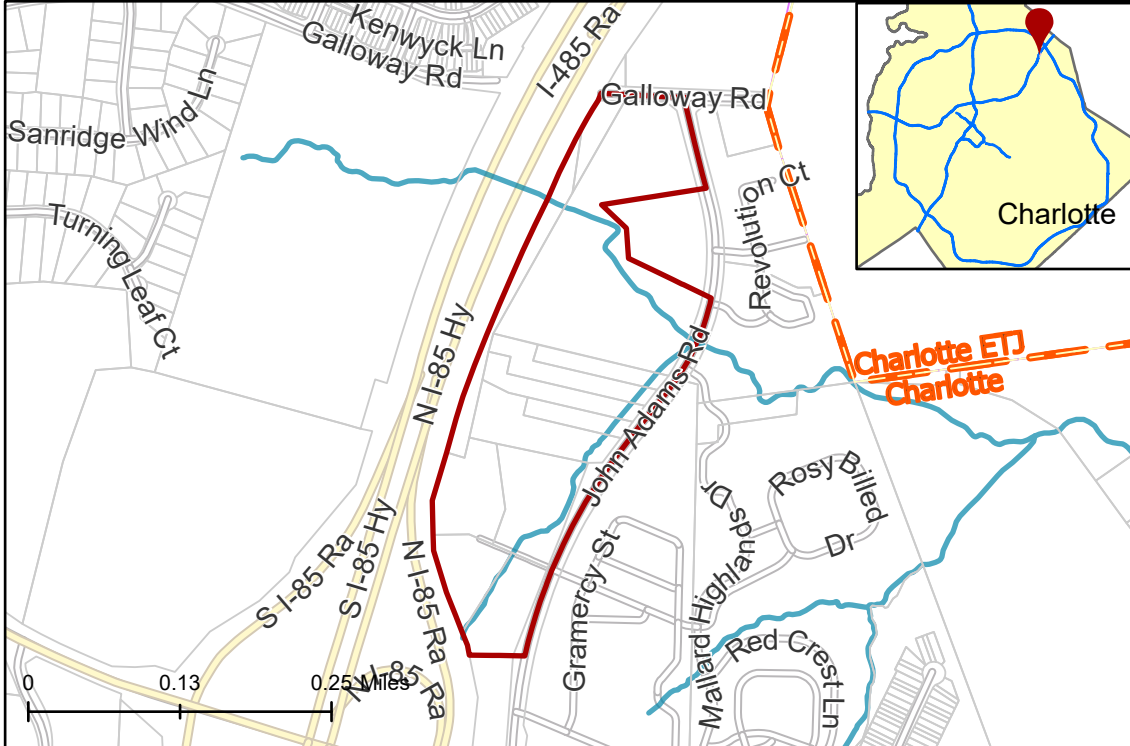 Kenwyck Ln
Galloway Rd
I-485 Ra
Galloway Rd
Sanridge Wind Ln
Charlotte
Revolution Ct
Turning Leaf Ct
N I-85 Hy
Charlotte ETJ
Charlotte
John Adams Rd
Rosy Billed
Dr
Mallard Highlands Dr
S I-85 Hy
S I-85 Ra
N I-85 Ra
Gramercy St
Red Crest Ln
N I-85 Ra
0 0.13 0.25 Miles